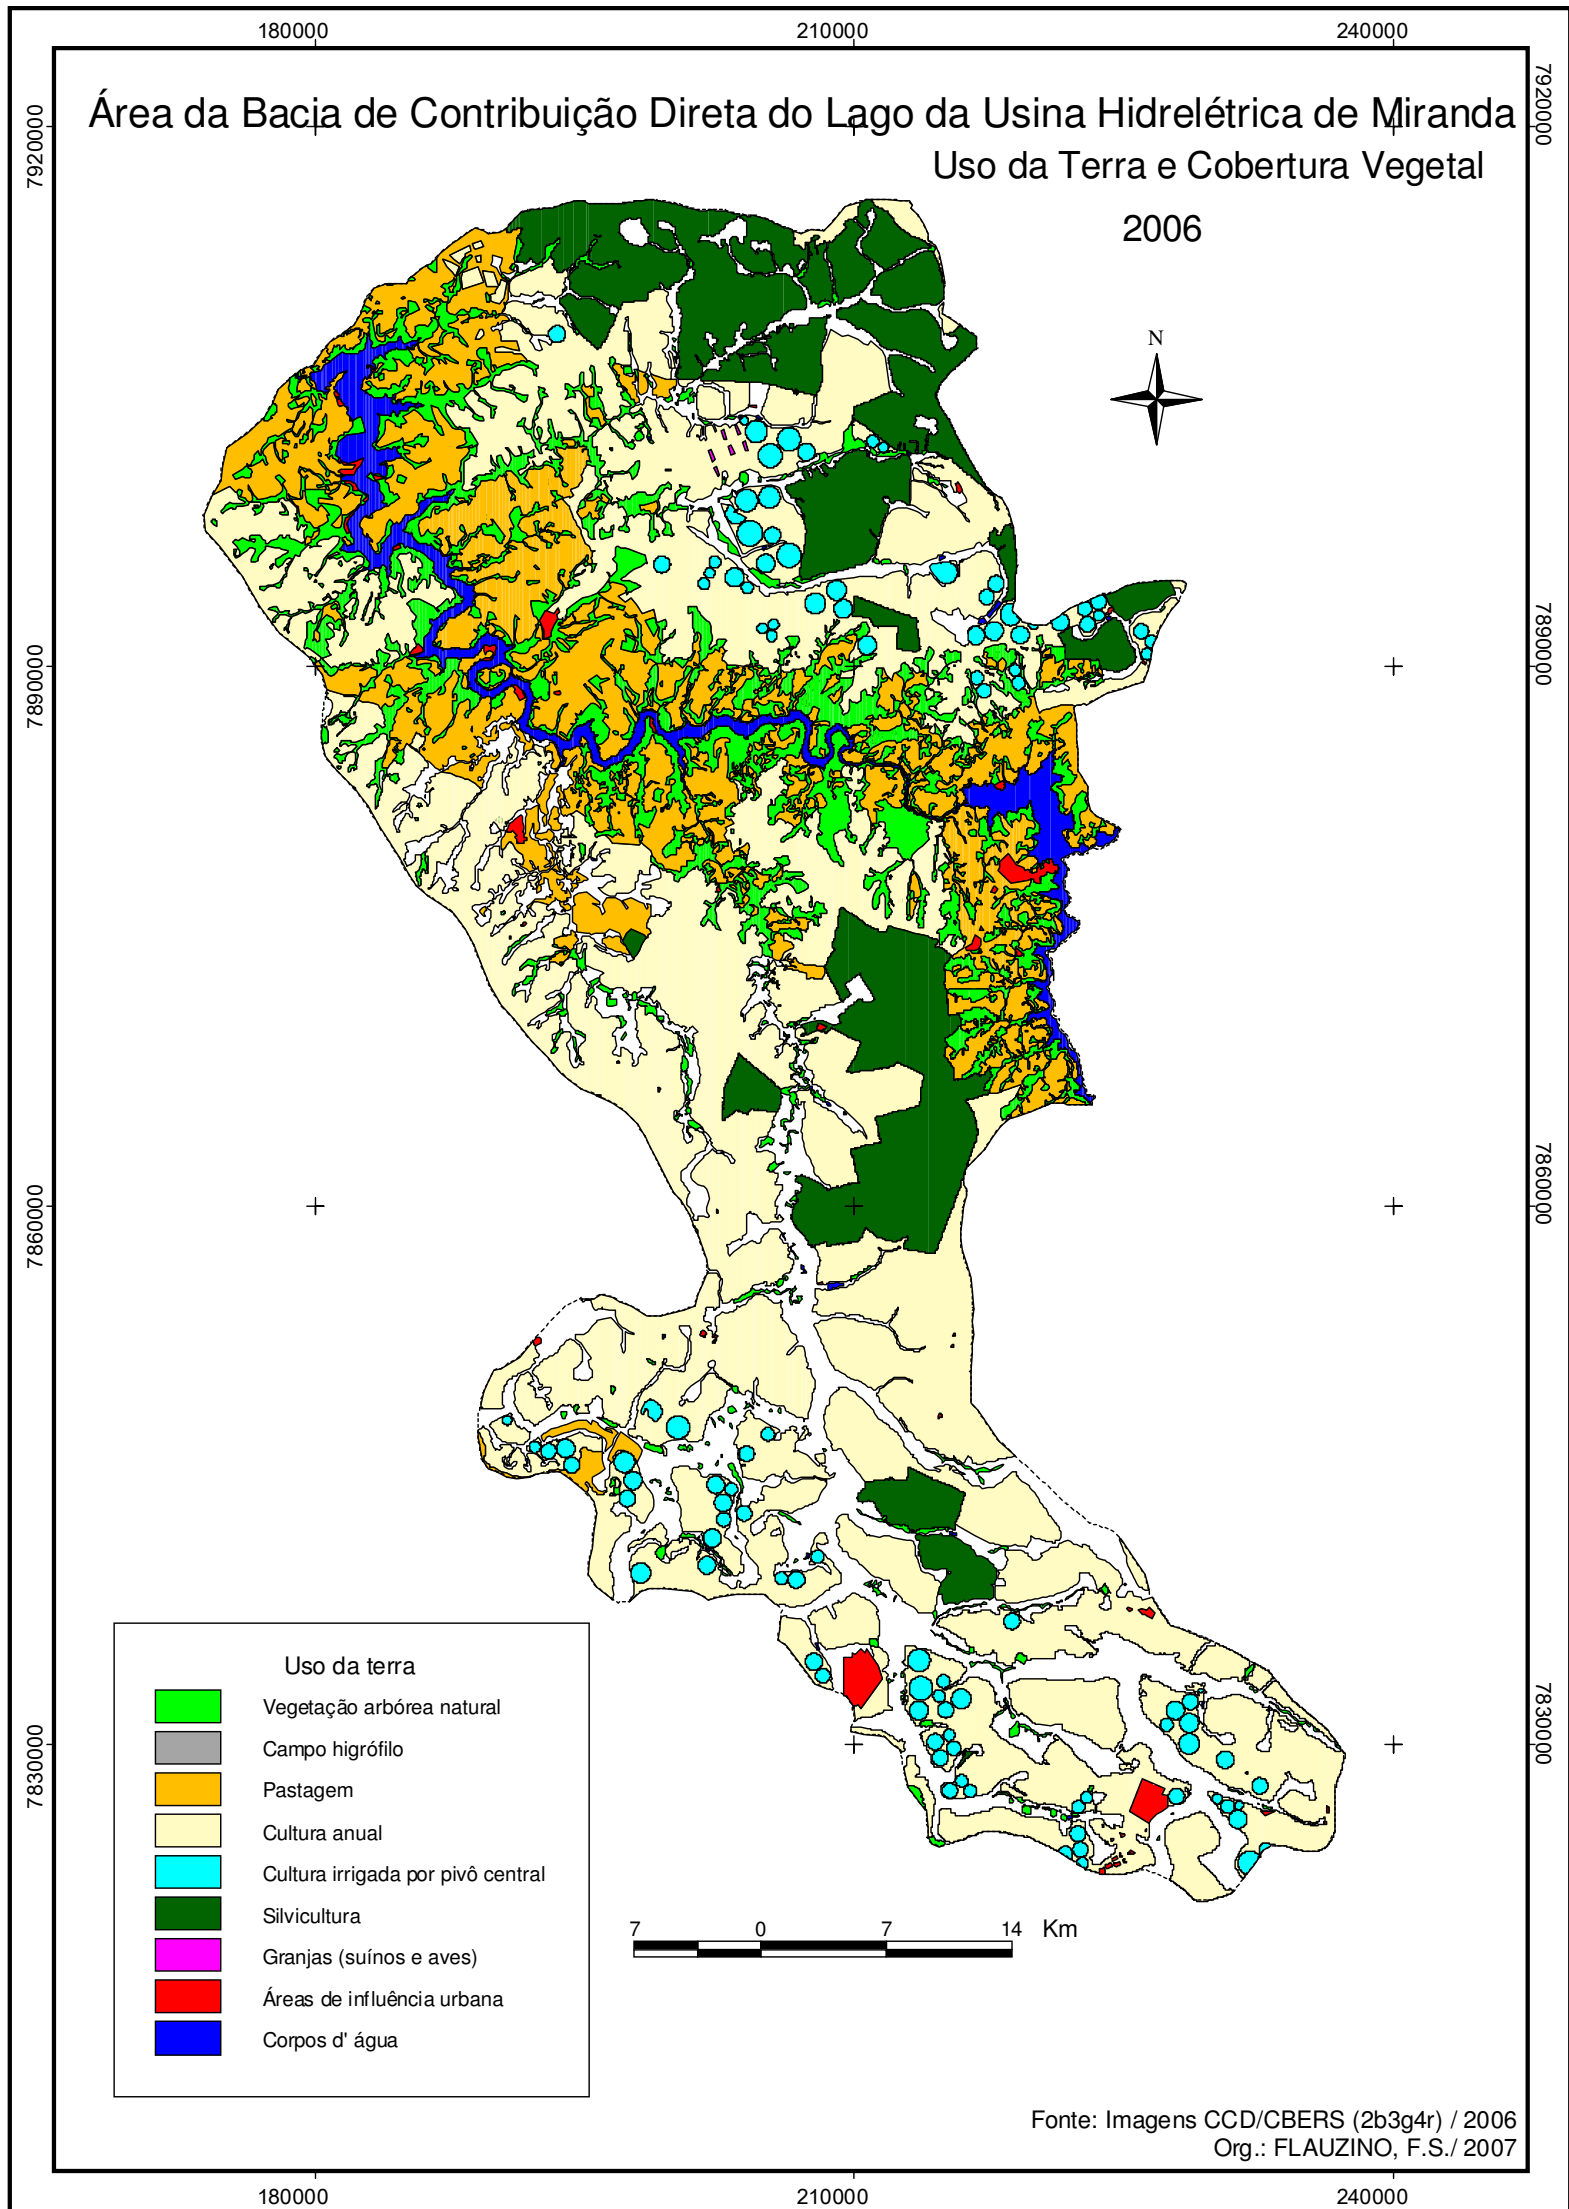 180000 210000 240000
Área da Bacia de Contribuição Direta do Lago da Usina Hidrelétrica de Miranda
Uso da Terra e Cobertura Vegetal
2006
7920000 7920000
N
7890000 7890000
7860000 7860000
7830000 7830000
Uso da terra
Vegetação arbórea natural
Campo higrófilo
Pastagem
Cultura anual
Cultura irrigada por pivô central
Silvicultura
Granjas (suínos e aves)
Áreas de influência urbana
Corpos d' água
7 0 7 14 Km
Fonte: Imagens CCD/CBERS (2b3g4r) / 2006
Org.: FLAUZINO, F.S./ 2007
180000 210000 240000